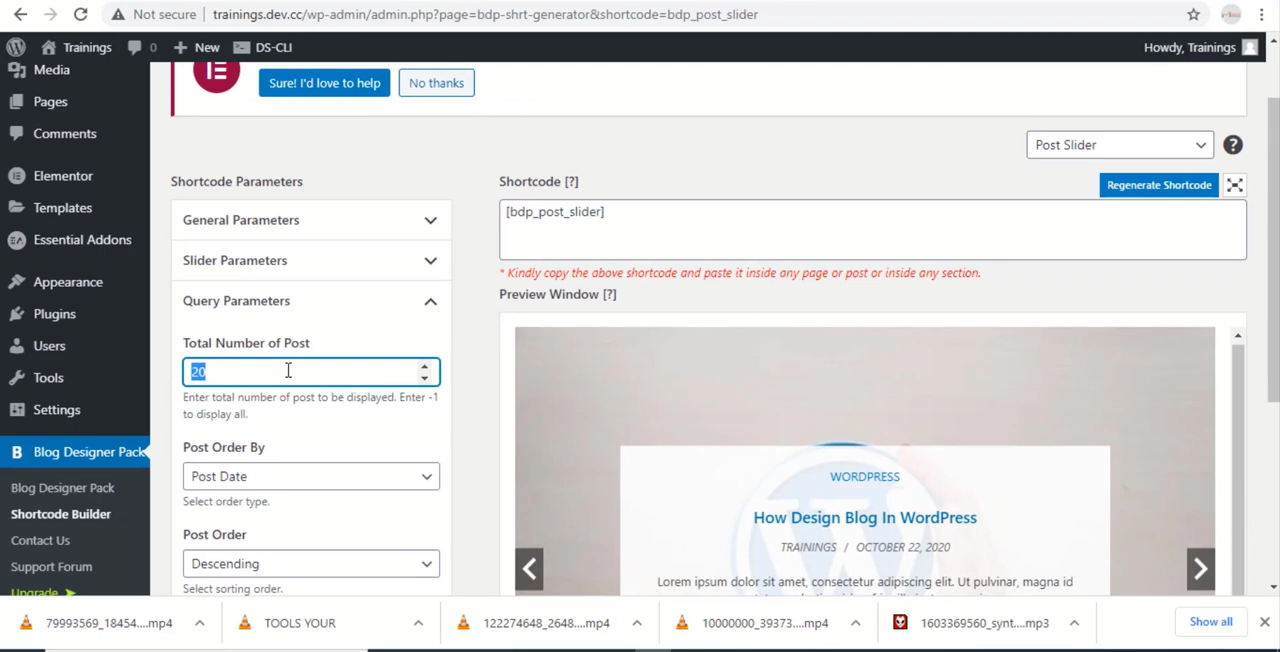 Not secure
trainings.dev.cc/wp-admin/admin.php?page=bdp-shrt-generator&shortcode=bdp_post_slider
Trainings
0
New
DS-CLI
Howdy, Trainings
Media
Pages
Comments
Elementor
Templates
Essential Addons
Appearance
Plugins
Users
Tools
Settings
B Blog Designer Pack
Blog Designer Pack
Shortcode Builder
Contact Us
Support Forum
Upgrade
Sure! I'd love to help
No thanks
Post Slider
?
Shortcode Parameters
General Parameters
Slider Parameters
Query Parameters
Total Number of Post
20
Enter total number of post to be displayed. Enter -1
to display all.
Post Order By
Post Date
Select order type.
Post Order
Descending
Select sorting order.
Shortcode [?]
Regenerate Shortcode
[bdp_post_slider]
* Kindly copy the above shortcode and paste it inside any page or post or inside any section.
Preview Window [?]
WORDPRESS
How Design Blog In WordPress
TRAININGS / OCTOBER 22, 2020
Lorem ipsum dolor sit amet, consectetur adipiscing elit. Ut pulvinar, magna id
79993569_18454....mp4
TOOLS YOUR
122274648_2648....mp4
10000000_39373....mp4
1603369560_synt....mp3
Show all